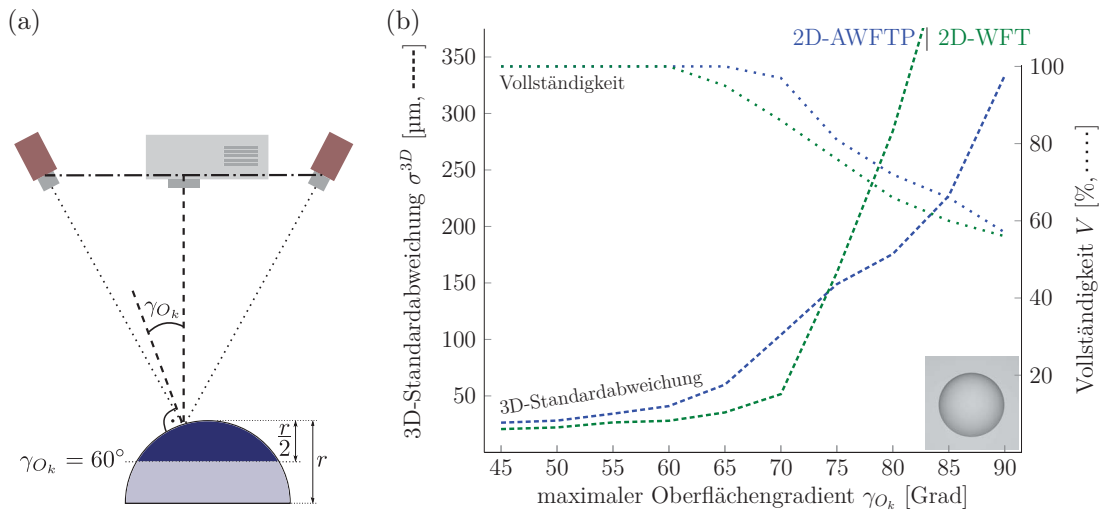 (a)
γ_{O_k}
γ_{O_k} = 60°
r/2
r
(b)
2D-AWFTP | 2D-WFT
3D-Standardabweichung σ^{3D} [µm, -----]
350
300
250
200
150
100
50
Vollständigkeit
3D-Standardabweichung
100
80
60
40
20
Vollständigkeit V [%, ·····]
45 50 55 60 65 70 75 80 85 90
maximaler Oberflächengradient γ_{O_k} [Grad]